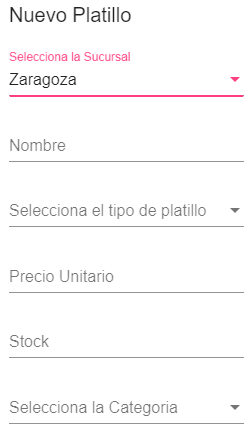 Nuevo Platillo
Selecciona la Sucursal
Zaragoza
Nombre
Selecciona el tipo de platillo
Precio Unitario
Stock
Selecciona la Categoria